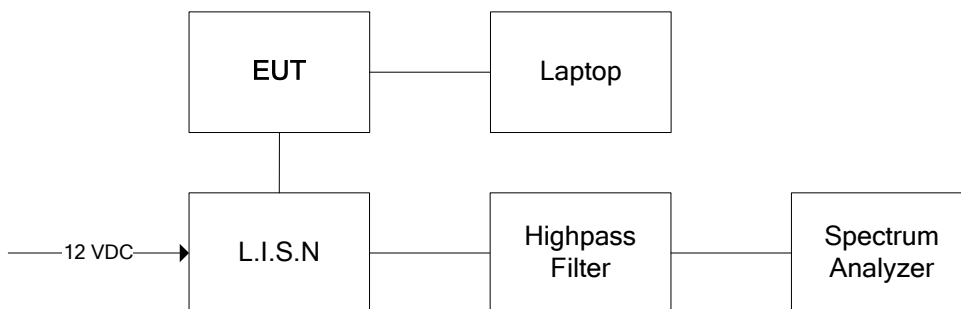 EUT
Laptop
12 VDC
L.I.S.N
Highpass
Filter
Spectrum
Analyzer